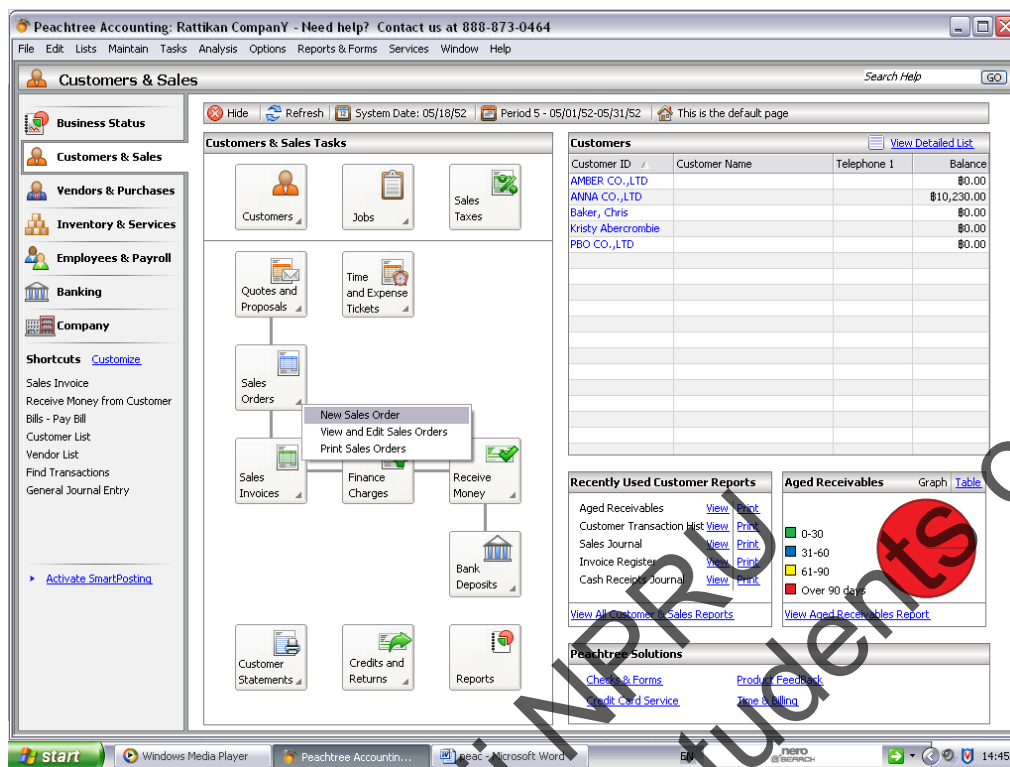 Peachtree Accounting: Rattikan CompanY - Need help? Contact us at 888-873-0464
File Edit Lists Maintain Tasks Analysis Options Reports & Forms Services Window Help
Customers & Sales
Search Help
GO
Business Status
Customers & Sales
Vendors & Purchases
Inventory & Services
Employees & Payroll
Banking
Company
Shortcuts Customize
Sales Invoice
Receive Money from Customer
Bills - Pay Bill
Customer List
Vendor List
Find Transactions
General Journal Entry
Activate SmartPosting
Hide Refresh System Date: 05/18/52 Period 5 - 05/01/52-05/31/52 This is the default page
Customers & Sales Tasks
Customers
Jobs
Sales
Taxes
Quotes and
Proposals
Time
and Expense
Tickets
Sales
Orders
New Sales Order
View and Edit Sales Orders
Print Sales Orders
Sales
Invoices
Finance
Charges
Receive
Money
Bank
Deposits
Customer
Statements
Credits and
Returns
Reports
Customers View Detailed List
Customer ID Customer Name Telephone 1 Balance
AMBER CO.,LTD ฿0.00
ANNA CO.,LTD ฿10,230.00
Baker, Chris ฿0.00
Kristy Abercrombie ฿0.00
PBO CO.,LTD ฿0.00
Recently Used Customer Reports
Aged Receivables View Print
Customer Transaction Hist View Print
Sales Journal View Print
Invoice Register View Print
Cash Receipts Journal View Print
View All Customer & Sales Reports
Aged Receivables Graph Table
0-30
31-60
61-90
Over 90 days
View Aged Receivables Report
Peachtree Solutions
Checks & Forms Product FeedBack
Credit Card Service Time & Billing
start Windows Media Player Peachtree Accountin... peac - Microsoft Word EN nero SEARCH 14:45
NPRU
students